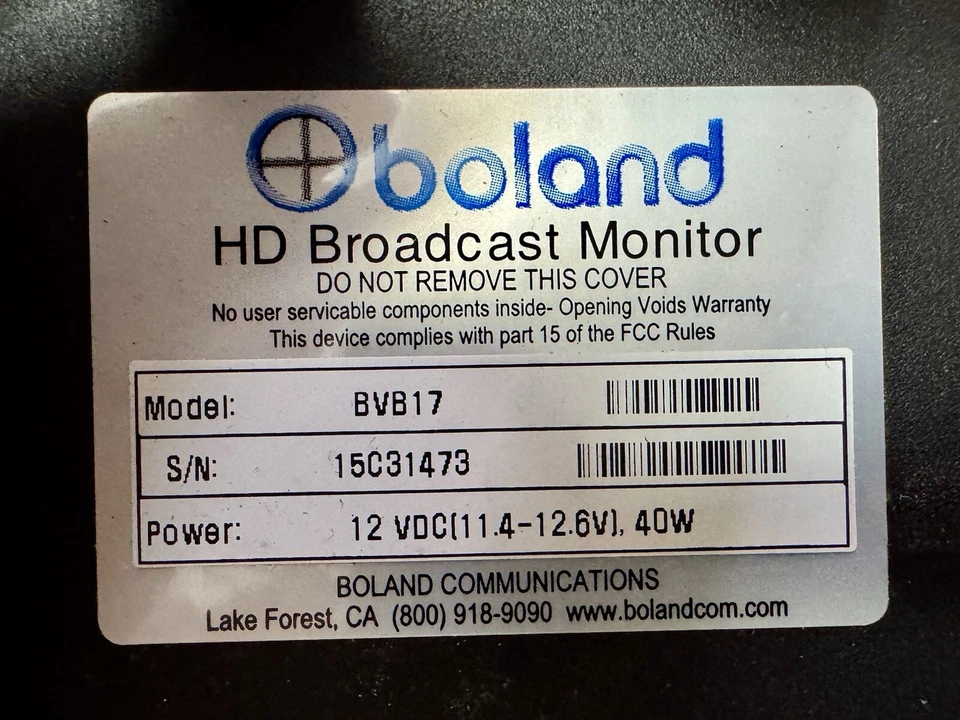 boland
HD Broadcast Monitor
DO NOT REMOVE THIS COVER
No user servicable components inside- Opening Voids Warranty
This device complies with part 15 of the FCC Rules
Model: BVB17
S/N: 15C31473
Power: 12 VDC(11.4-12.6V), 40W
BOLAND COMMUNICATIONS
Lake Forest, CA (800) 918-9090 www.bolandcom.com